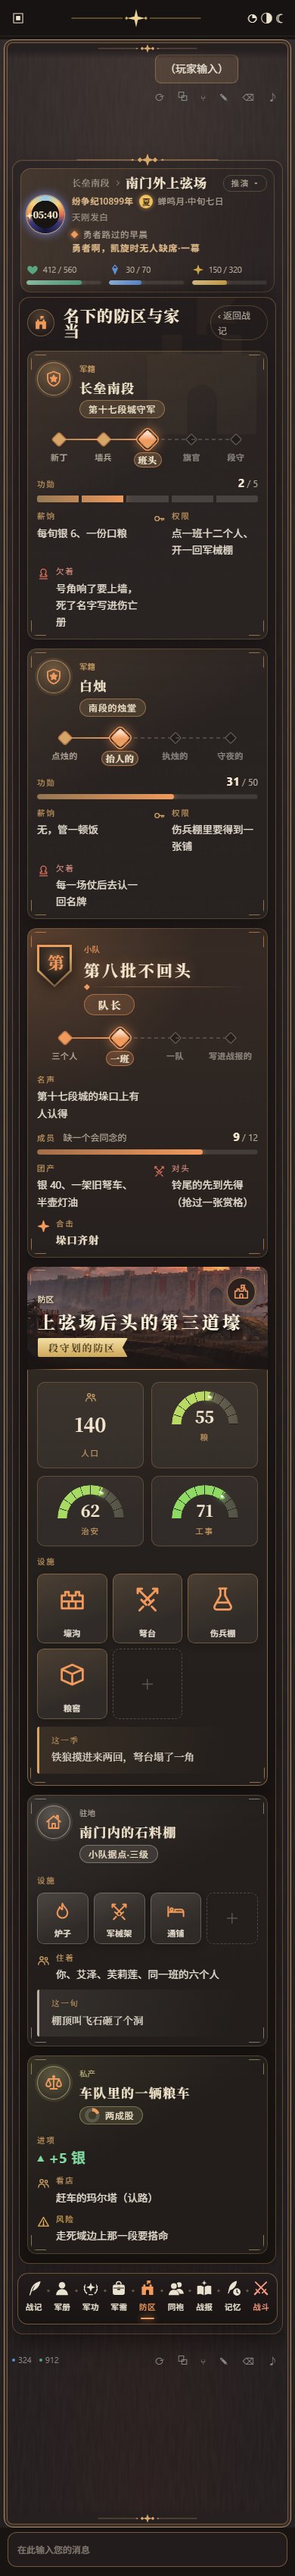 （玩家输入）
长垒南段 › 南门外上弦场
推演
+05:40
纷争纪10899年 夏 蝉鸣月·中旬七日
天刚发白
勇者路过的早晨
勇者啊，凯旋时无人缺席·一幕
412 / 560
30 / 70
150 / 320
名下的防区与家当
‹ 返回战记
军籍
长垒南段
第十七段城守军
新丁
墙兵
班头
旗官
段守
功勋
2 / 5
薪饷
每旬银 6、一份口粮
权限
点一班十二个人、开一回军械棚
欠着
号角响了要上墙，死了名字写进伤亡册
军籍
白烛
南段的烛堂
点烛的
抬人的
执烛的
守夜的
功勋
31 / 50
薪饷
无，管一顿饭
权限
伤兵棚里要得到一张铺
欠着
每一场仗后去认一回名牌
第
小队
第八批不回头
队长
三个人
一班
一队
写进战报的
名声
第十七段城的垛口上有人认得
成员 缺一个会同念的
9 / 12
团产
银 40、一架旧弩车、半壶灯油
对头
铃尾的先到先得（抢过一张赏格）
合击
垛口齐射
防区
上弦场后头的第三道壕
段守划的防区
140
人口
55
粮
62
治安
71
工事
设施
墙沟
弩台
伤兵棚
粮窖
这一季
铁狼摸进来两回，弩台塌了一角
驻地
南门内的石料棚
小队据点·三级
设施
炉子
军械架
通铺
住着
你、艾泽、芙莉莲、同一班的六个人
这一旬
棚顶叫飞石砸了个洞
私产
车队里的一辆粮车
两成股
进项
+5 银
看店
赶车的玛尔塔（认路）
风险
走死域边上那一段要搭命
战记
军册
军功
军需
防区
同袍
战报
记忆
战斗
324
912
在此输入您的消息